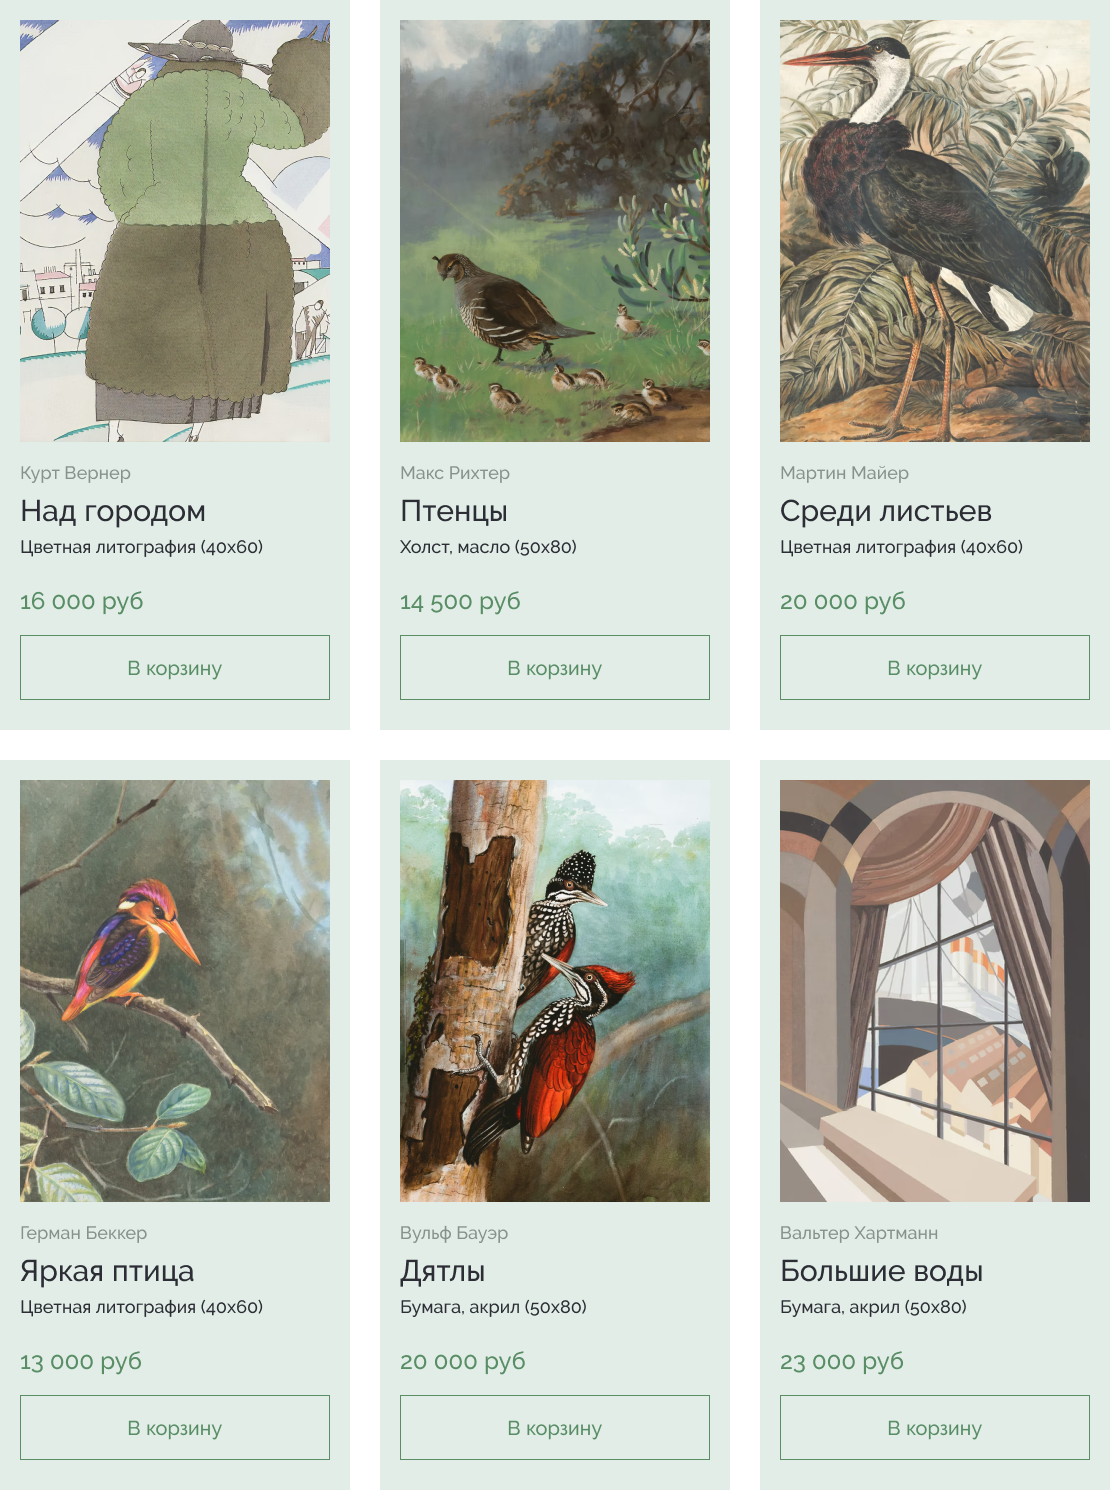 Курт Вернер
Над городом
Цветная литография (40х60)
16 000 руб
В корзину
Макс Рихтер
Птенцы
Холст, масло (50х80)
14 500 руб
В корзину
Мартин Майер
Среди листьев
Цветная литография (40х60)
20 000 руб
В корзину
Герман Беккер
Яркая птица
Цветная литография (40х60)
13 000 руб
В корзину
Вульф Бауэр
Дятлы
Бумага, акрил (50х80)
20 000 руб
В корзину
Вальтер Хартманн
Большие воды
Бумага, акрил (50х80)
23 000 руб
В корзину